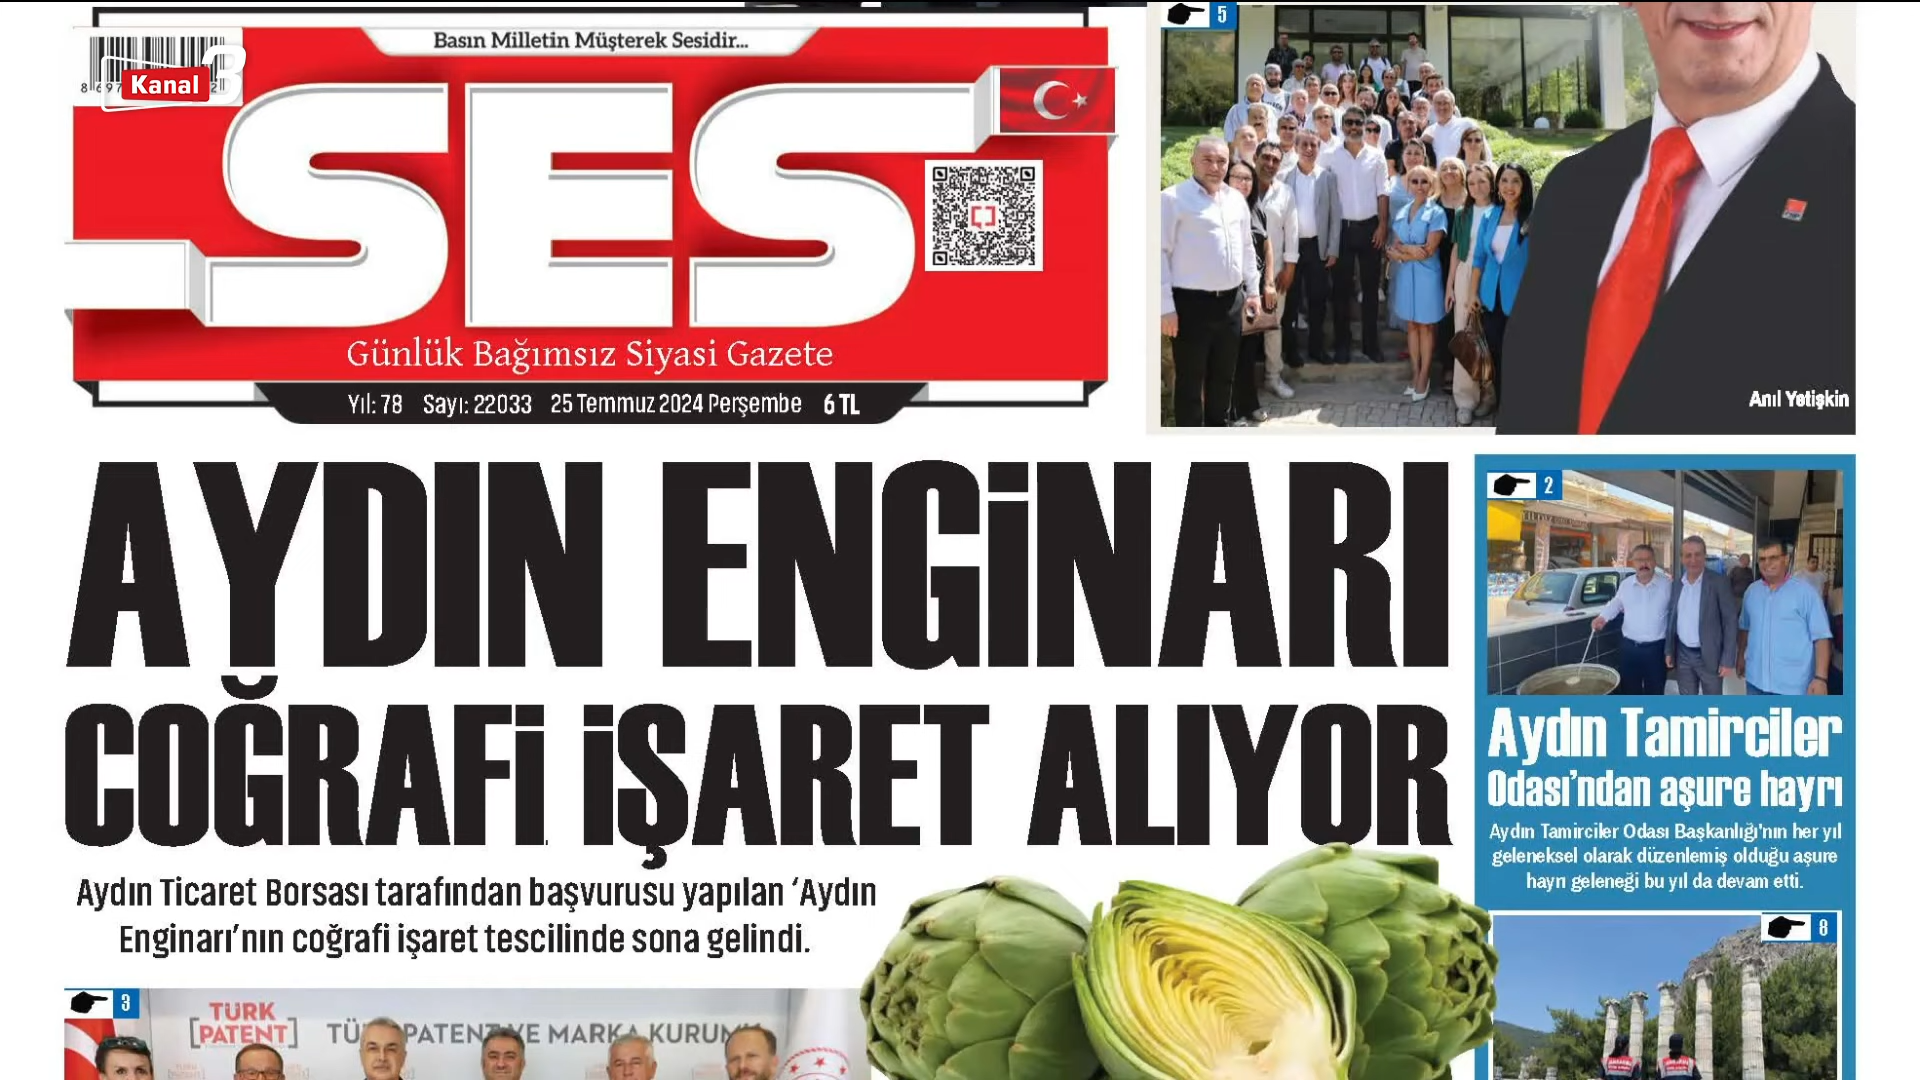 Basın Milletin Müşterek Sesidir...
Kanal 3
SES
Günlük Bağımsız Siyasi Gazete
Yıl: 78 Sayı: 22033 25 Temmuz 2024 Perşembe 6 TL
5
Anıl Yetişkin
AYDIN ENGİNARI
COĞRAFİ İŞARET ALIYOR
Aydın Ticaret Borsası tarafından başvurusu yapılan ‘Aydın
Enginarı’nın coğrafi işaret tescilinde sona gelindi.
3
TÜRK
PATENT
2
Aydın Tamirciler
Odası’ndan aşure hayrı
Aydın Tamirciler Odası Başkanlığı’nın her yıl
geleneksel olarak düzenlemiş olduğu aşure
hayrı geleneği bu yıl da devam etti.
8